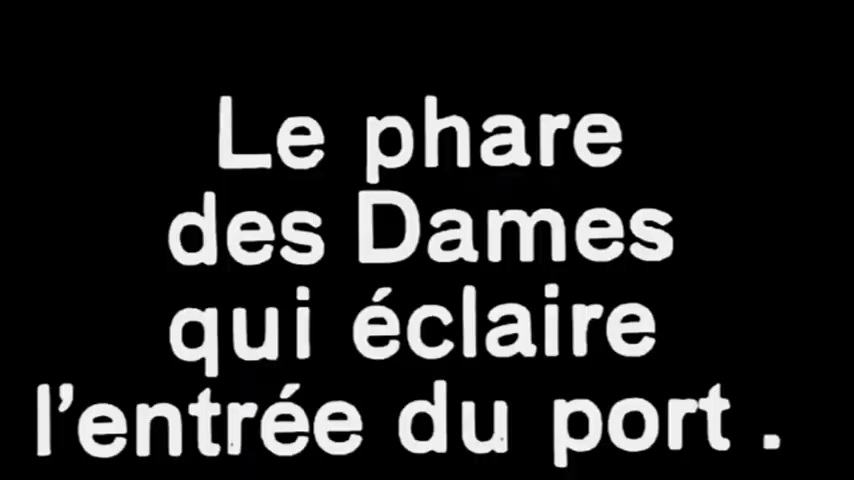 Le phare
des Dames
qui éclaire
l'entrée du port .